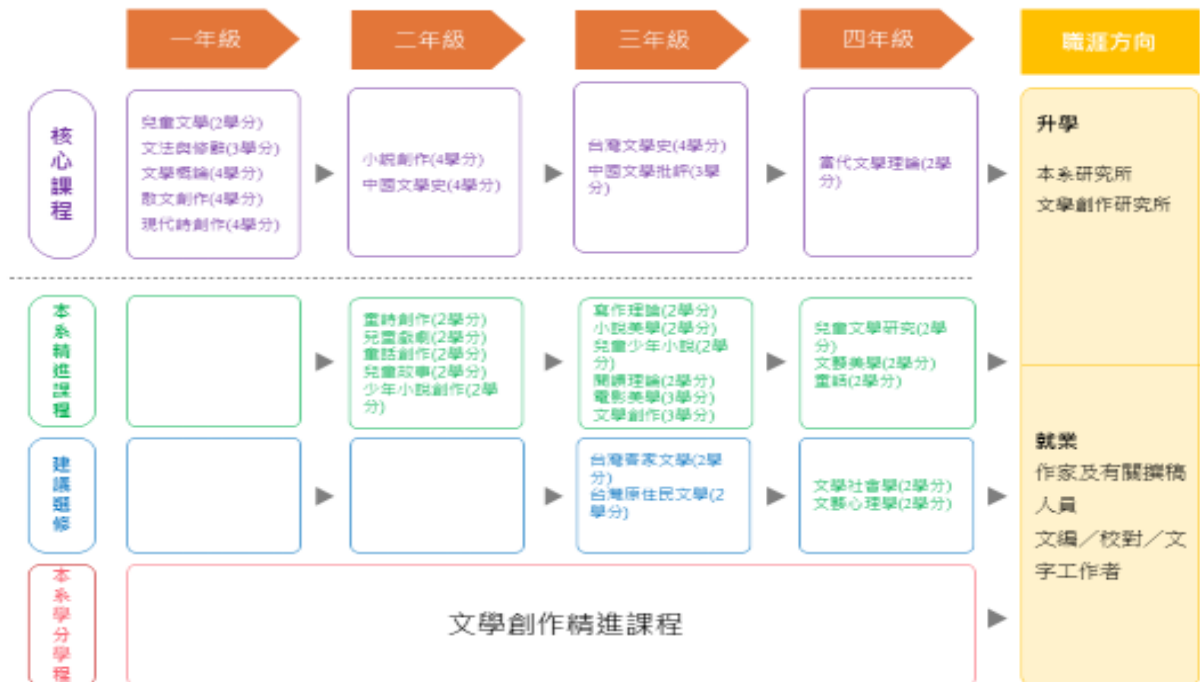 一年級
二年級
三年級
四年級
職涯方向
核心課程
兒童文學(2學分)
文法與修辭(3學分)
文學概論(4學分)
散文創作(4學分)
現代詩創作(4學分)
小說創作(4學分)
中國文學史(4學分)
台灣文學史(4學分)
中國文學批評(3學
分)
當代文學理論(2學
分)
升學
本系研究所
文學創作研究所
本系精進課程
童詩創作(2學分)
兒童戲劇(2學分)
童話創作(2學分)
兒童故事(2學分)
少年小說創作(2學
分)
寫作理論(2學分)
小說美學(2學分)
兒童少年小說(2學
分)
閱讀理論(2學分)
電影美學(3學分)
文學創作(3學分)
兒童文學研究(2學
分)
文藝美學(2學分)
童話(2學分)
建議選修
台灣客家文學(2學
分)
台灣原住民文學(2
學分)
文學社會學(2學分)
文藝心理學(2學分)
就業
作家及有關撰稿
人員
文編／校對／文
字工作者
本系學分學程
文學創作精進課程